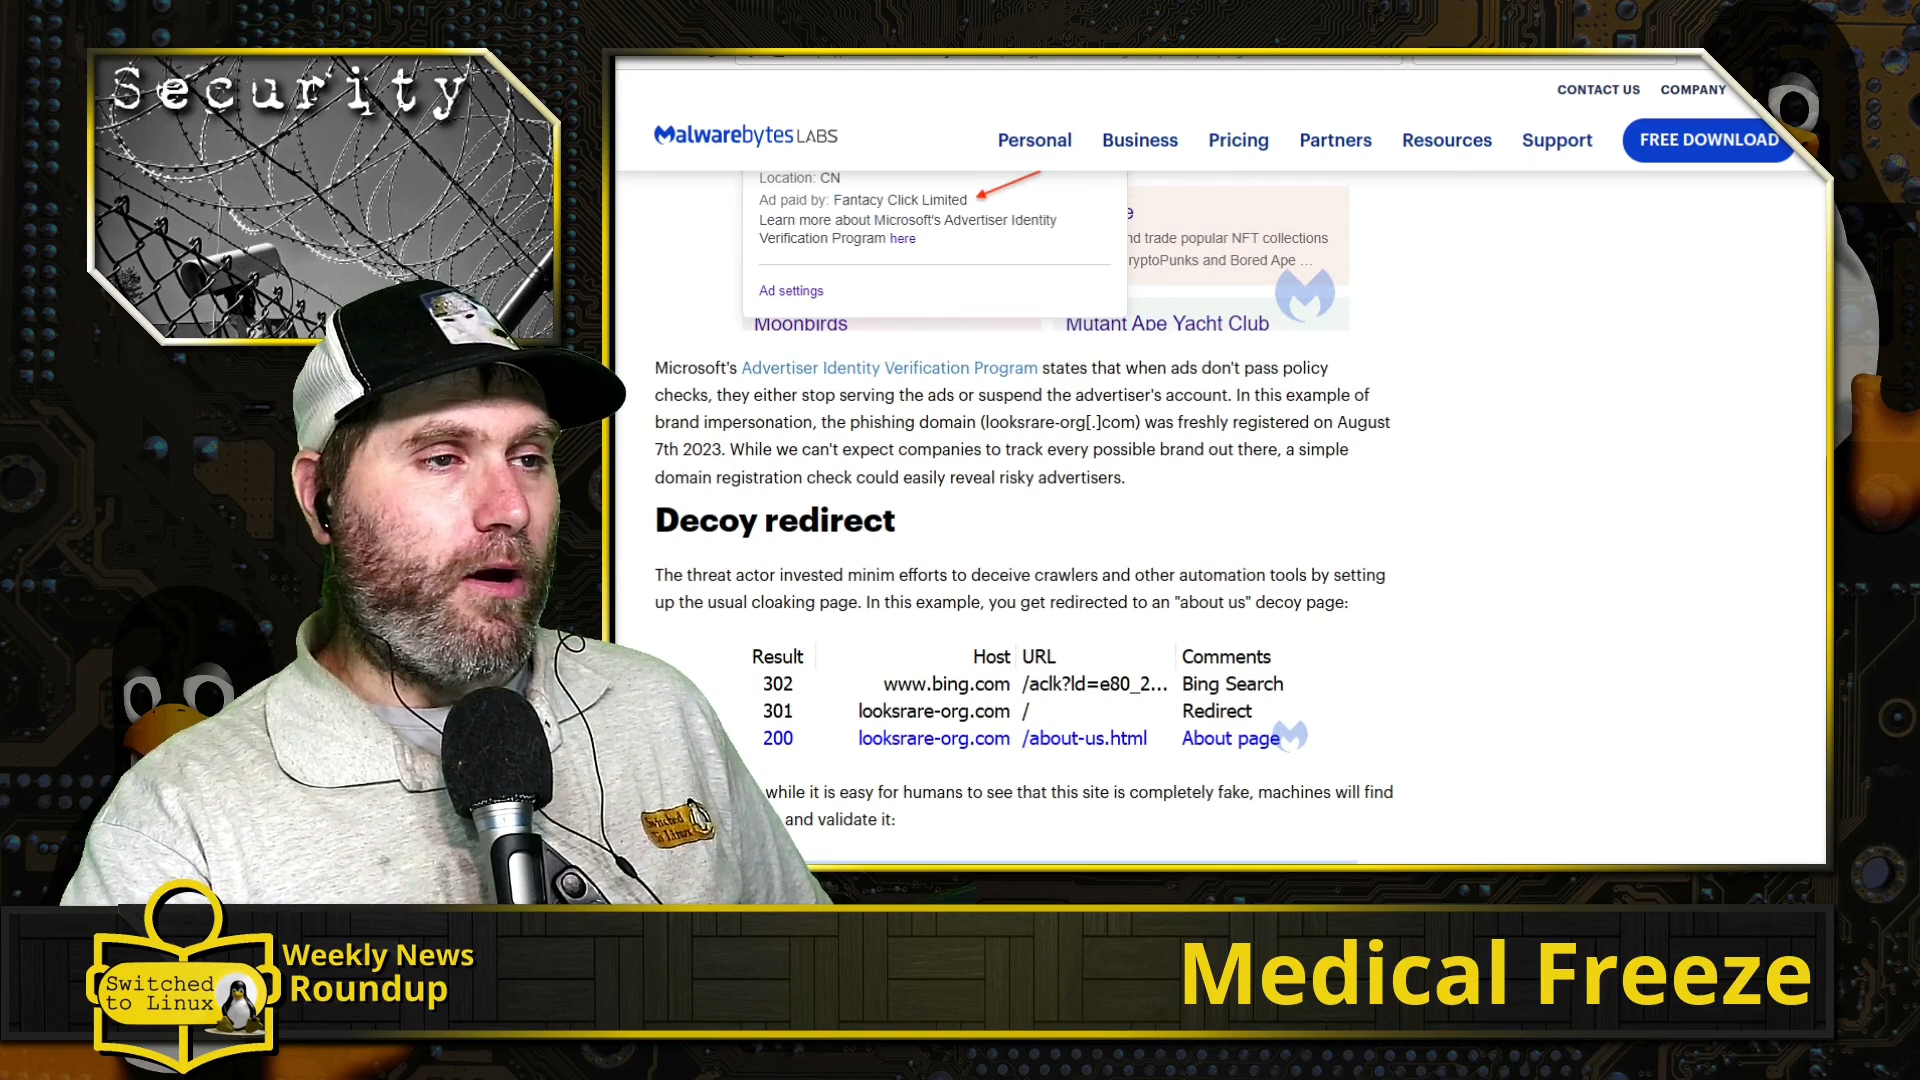 Security
CONTACT US COMPANY
Malwarebytes LABS
Personal Business Pricing Partners Resources Support FREE DOWNLOAD
Location: CN
Ad paid by: Fantacy Click Limited
Learn more about Microsoft's Advertiser Identity
Verification Program here
Ad settings
e
nd trade popular NFT collections
ryptoPunks and Bored Ape ...
Moonbirds
Mutant Ape Yacht Club
Microsoft's Advertiser Identity Verification Program states that when ads don't pass policy
checks, they either stop serving the ads or suspend the advertiser's account. In this example of
brand impersonation, the phishing domain (looksrare-org[.]com) was freshly registered on August
7th 2023. While we can't expect companies to track every possible brand out there, a simple
domain registration check could easily reveal risky advertisers.
Decoy redirect
The threat actor invested minim efforts to deceive crawlers and other automation tools by setting
up the usual cloaking page. In this example, you get redirected to an "about us" decoy page:
Result Host URL Comments
302 www.bing.com /aclk?ld=e80_2... Bing Search
301 looksrare-org.com / Redirect
200 looksrare-org.com /about-us.html About page
while it is easy for humans to see that this site is completely fake, machines will find
and validate it:
Switched
to Linux
Switched
to Linux
Weekly News
Roundup
Medical Freeze